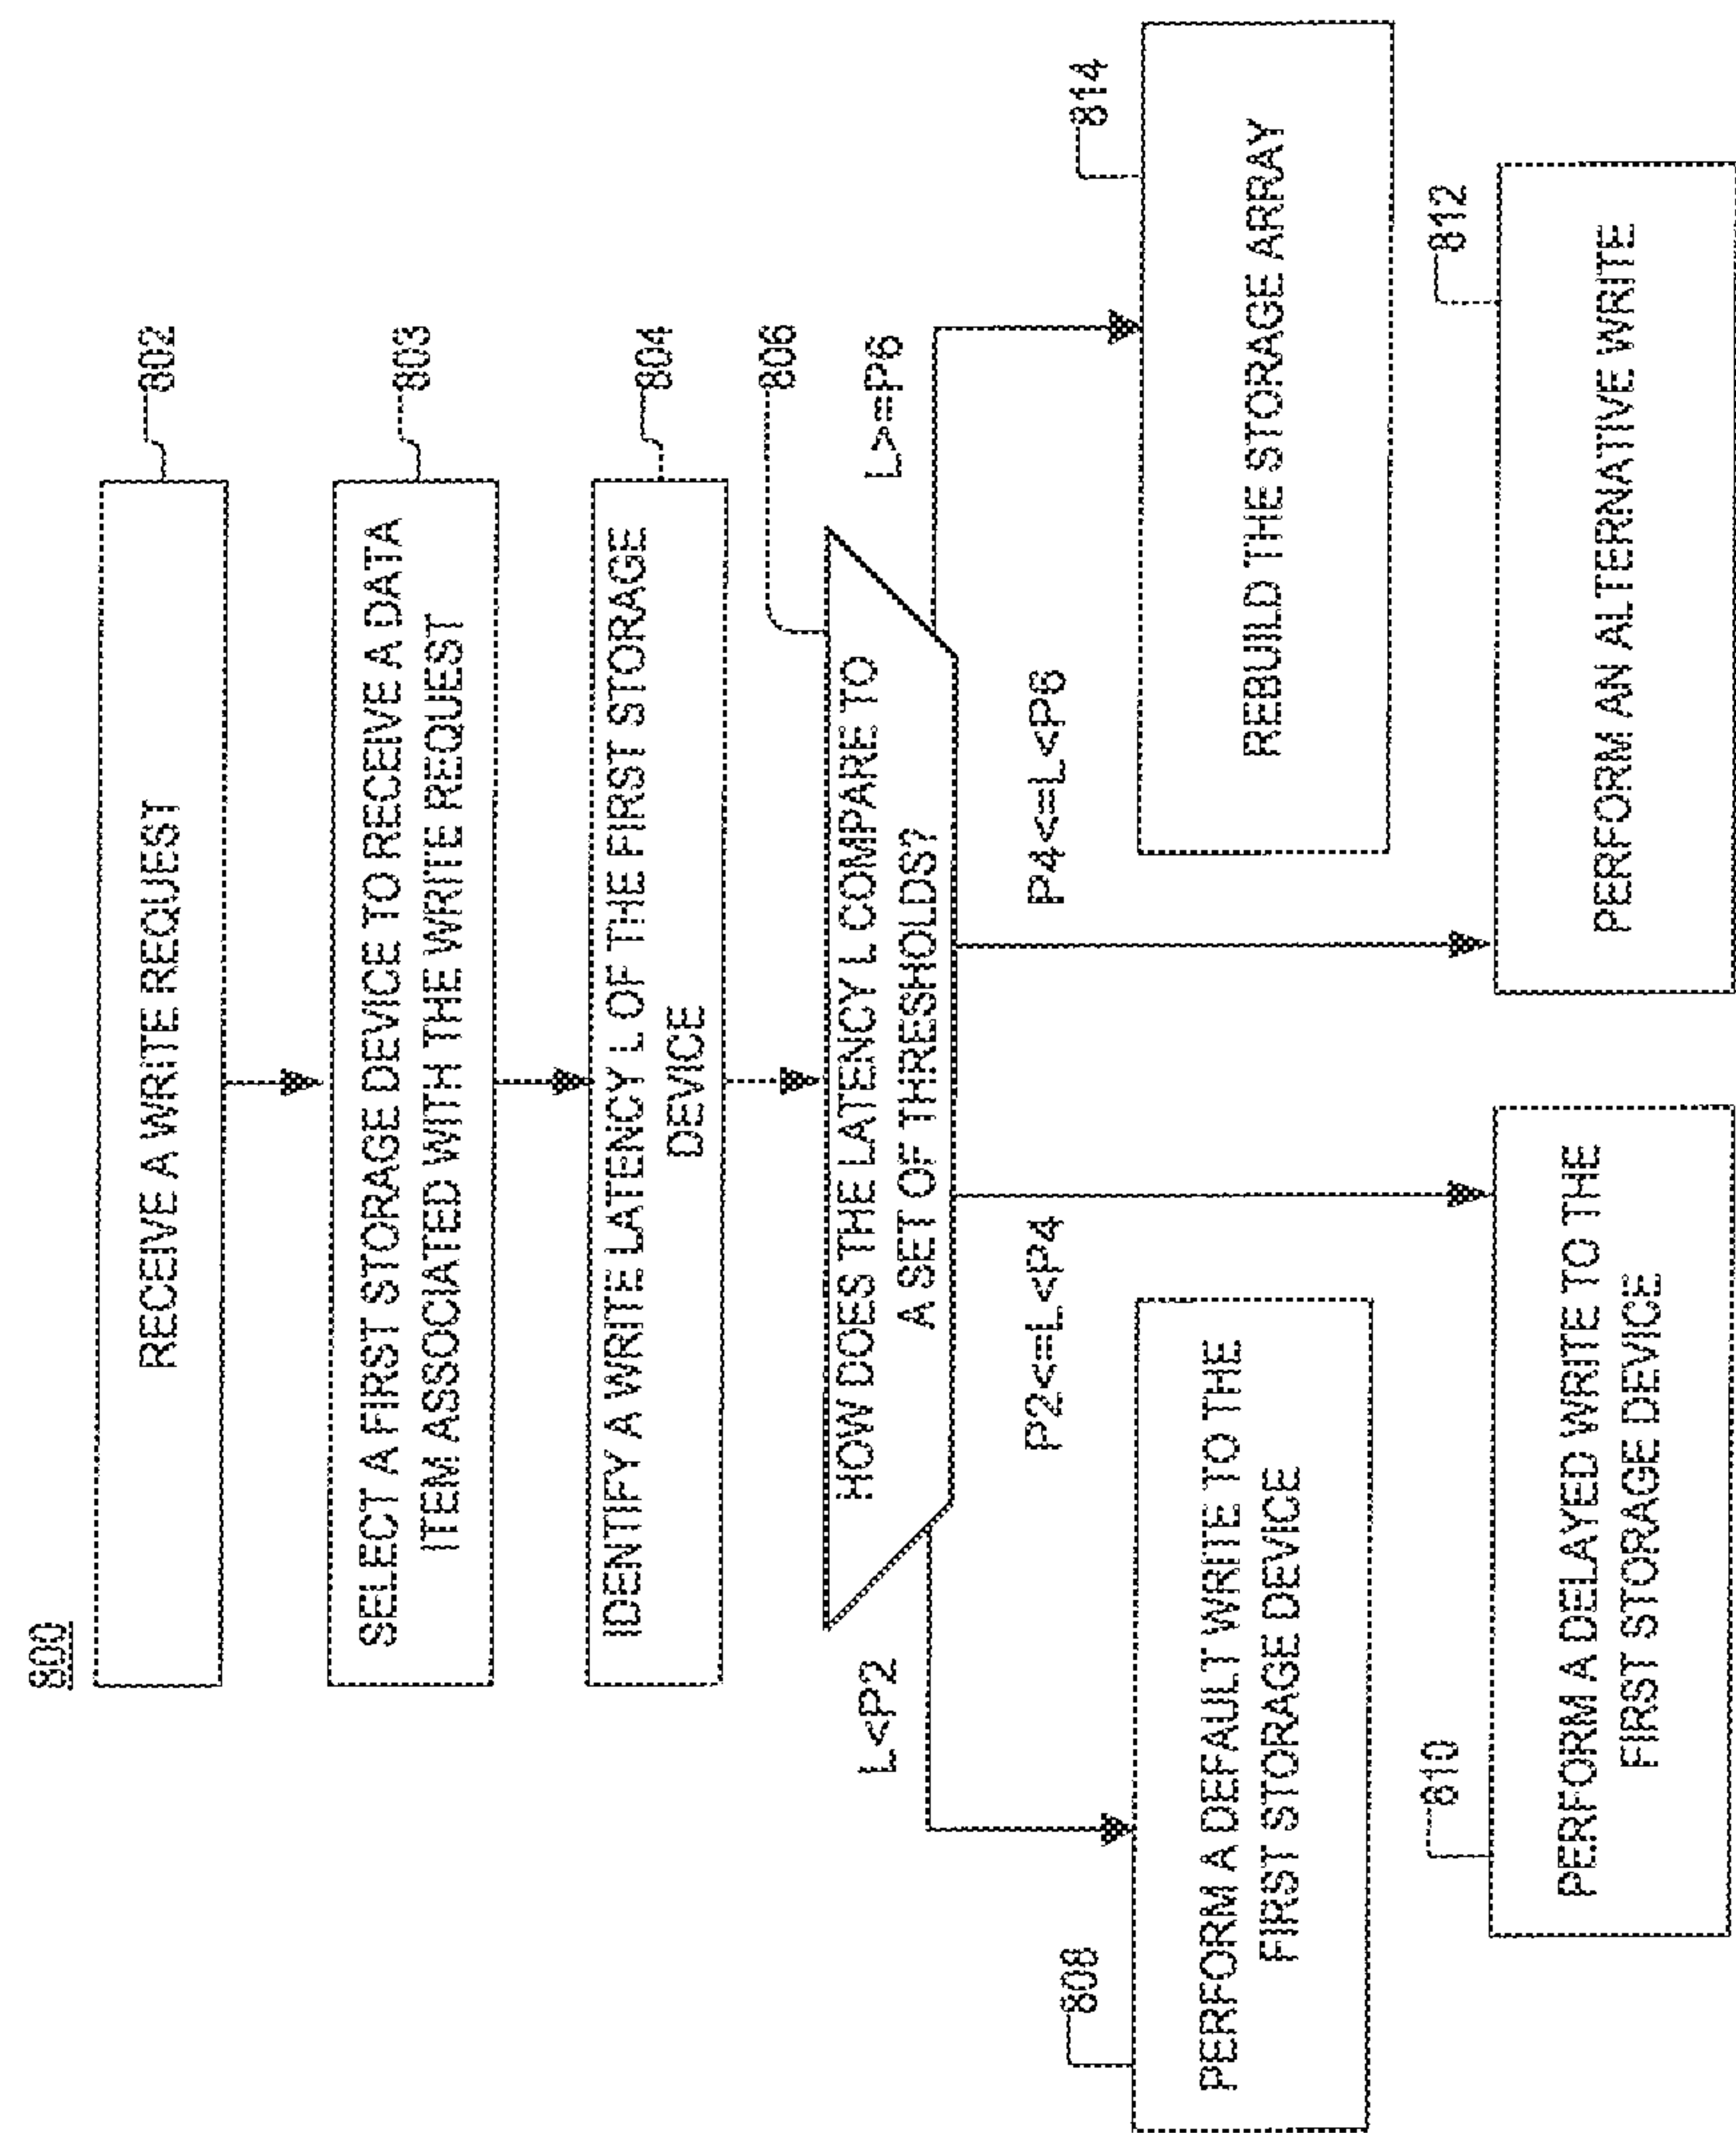 800
RECEIVE A WRITE REQUEST
802
SELECT A FIRST STORAGE DEVICE TO RECEIVE A DATA
ITEM ASSOCIATED WITH THE WRITE REQUEST
803
IDENTIFY A WRITE LATENCY L OF THE FIRST STORAGE
DEVICE
804
HOW DOES THE LATENCY L COMPARE TO
A SET OF THRESHOLDS?
806
L<P2
L>=P6
P2<=L<P4
P4<=L<P6
808
PERFORM A DEFAULT WRITE TO THE
FIRST STORAGE DEVICE
814
REBUILD THE STORAGE ARRAY
810
PERFORM A DELAYED WRITE TO THE
FIRST STORAGE DEVICE
812
PERFORM AN ALTERNATIVE WRITE